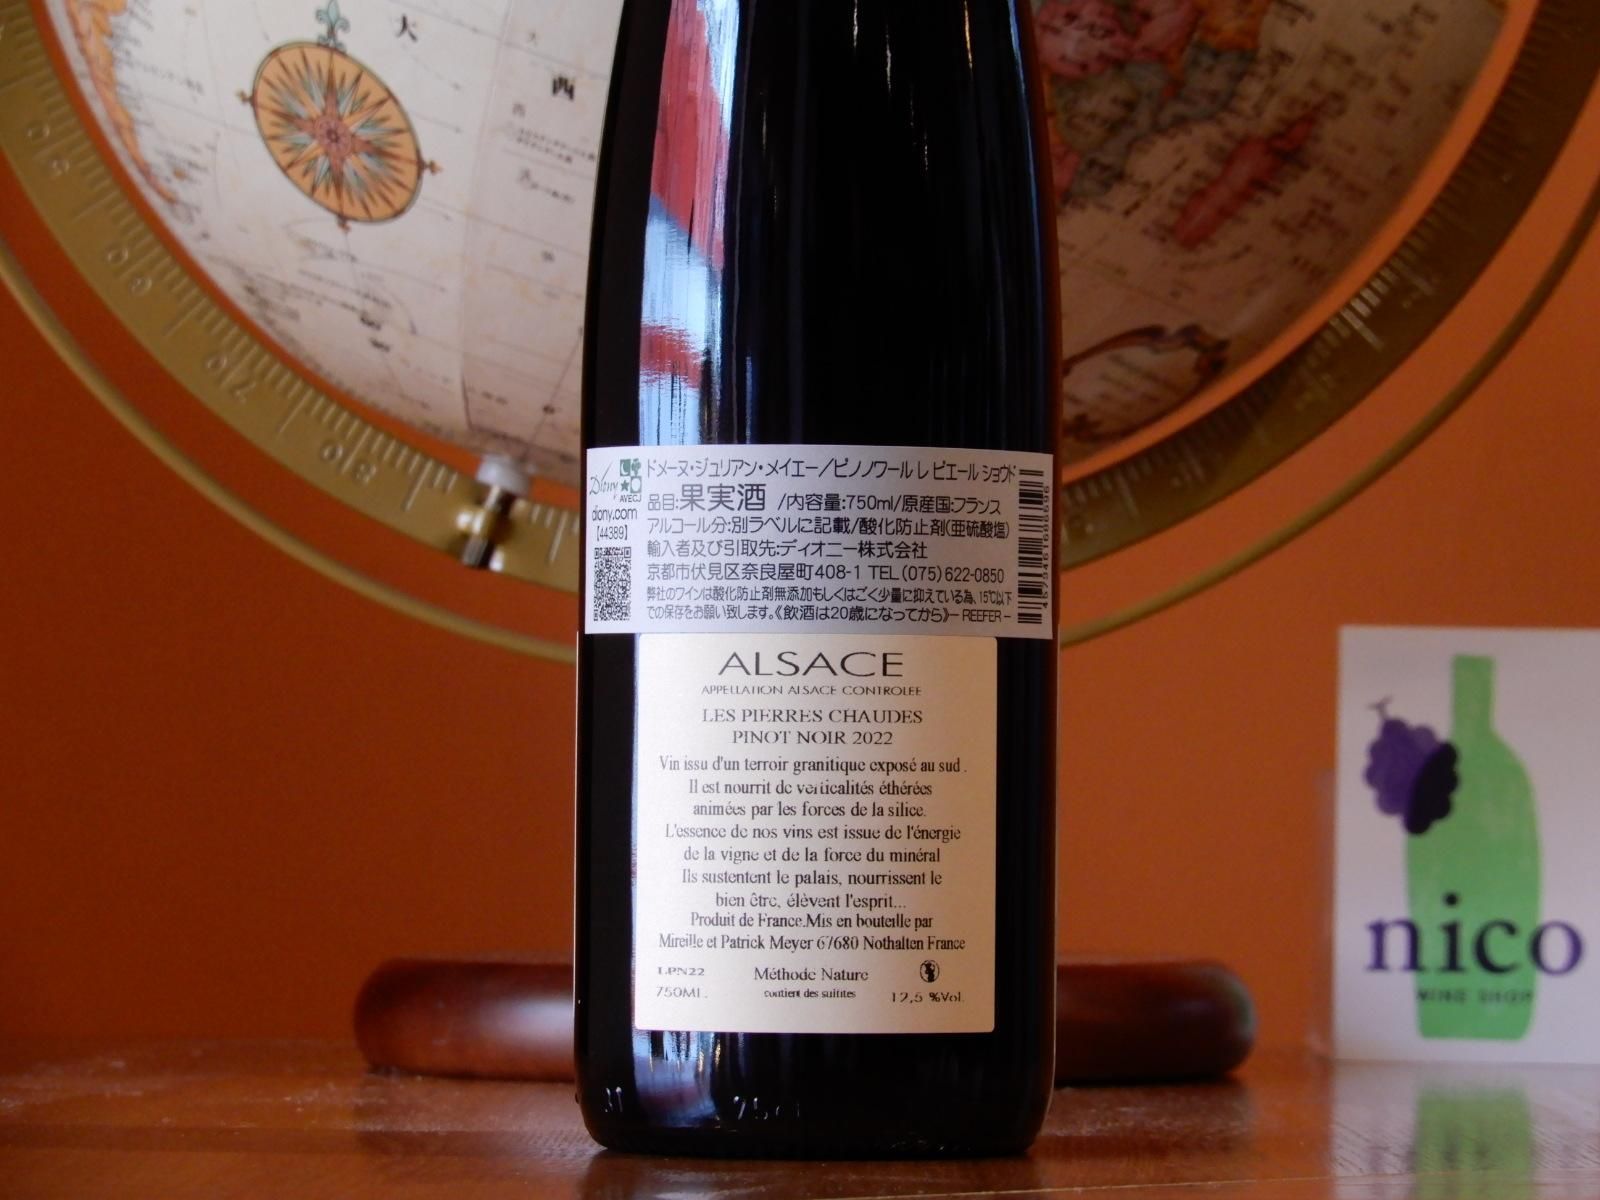 大
西
Diony
AVECJ
diony.com
[44389]
ドメーヌ・ジュリアン・メイエー/ピノノワール レ ピエール ショウド
品目:果実酒 /内容量:750ml/原産国:フランス
アルコール分:別ラベルに記載/酸化防止剤(亜硫酸塩)
輸入者及び引取先:ディオニー株式会社
京都市伏見区奈良屋町408-1 TEL(075)622-0850
弊社のワインは酸化防止剤無添加もしくはごく少量に抑えている為、15℃以下
での保存をお願い致します。《飲酒は20歳になってから》- REEFER -
ALSACE
APPELLATION ALSACE CONTROLEE
LES PIERRES CHAUDES
PINOT NOIR 2022
Vin issu d'un terroir granitique exposé au sud .
Il est nourrit de verticalités éthérées
animées par les forces de la silice.
L'essence de nos vins est issue de l'énergie
de la vigne et de la force du minéral
Ils sustentent le palais, nourrissent le
bien être, élèvent l'esprit...
Produit de France.Mis en bouteille par
Mireille et Patrick Meyer 67680 Nothalten France
LPN22
Méthode Nature
750ML.
contient des sulfites
12,5 %Vol.
nico
WINE SHOP